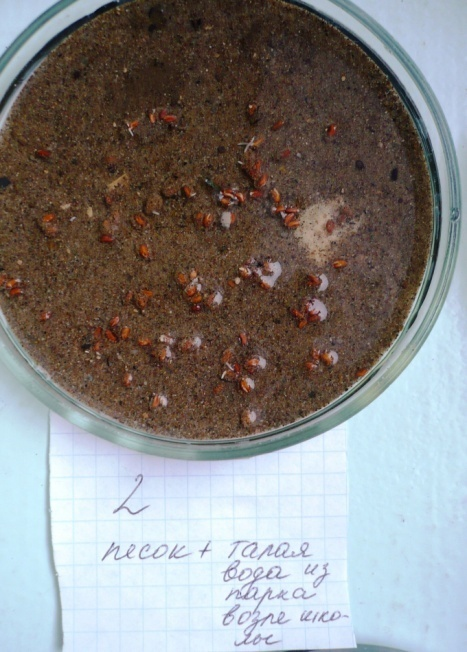 2
песок + талая
вода из
парка
возле шко-
лы